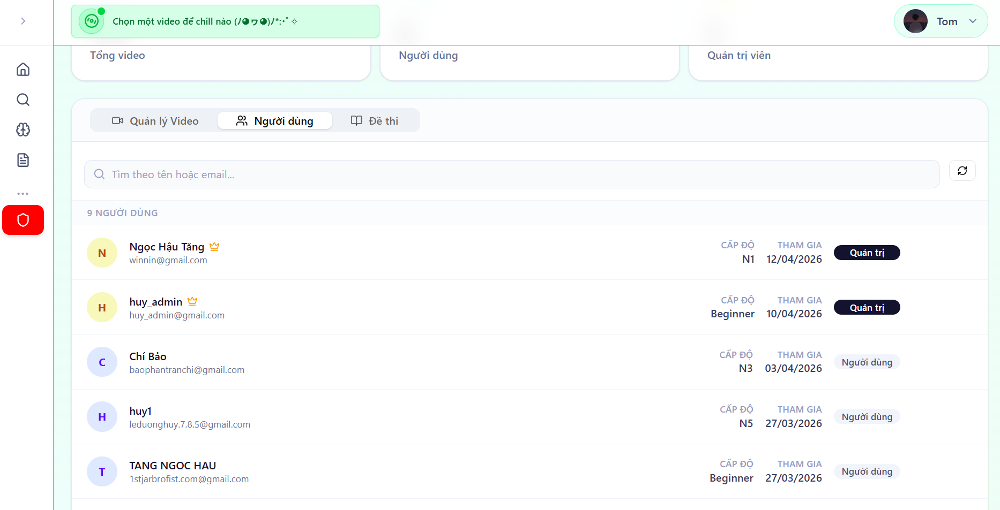 Chọn một video để chill nào (ﾉ◕ヮ◕)ﾉ*:･ﾟ✧
Tom
Tổng video
Người dùng
Quản trị viên
Quản lý Video
Người dùng
Đề thi
Tìm theo tên hoặc email...
9 NGƯỜI DÙNG
N
Ngọc Hậu Tăng
winnin@gmail.com
CẤP ĐỘ
N1
THAM GIA
12/04/2026
Quản trị
H
huy_admin
huy_admin@gmail.com
CẤP ĐỘ
Beginner
THAM GIA
10/04/2026
Quản trị
C
Chí Bảo
baophantranchi@gmail.com
CẤP ĐỘ
N3
THAM GIA
03/04/2026
Người dùng
H
huy1
leduonghuy.7.8.5@gmail.com
CẤP ĐỘ
N5
THAM GIA
27/03/2026
Người dùng
T
TANG NGOC HAU
1stjarbrofist.com@gmail.com
CẤP ĐỘ
Beginner
THAM GIA
27/03/2026
Người dùng